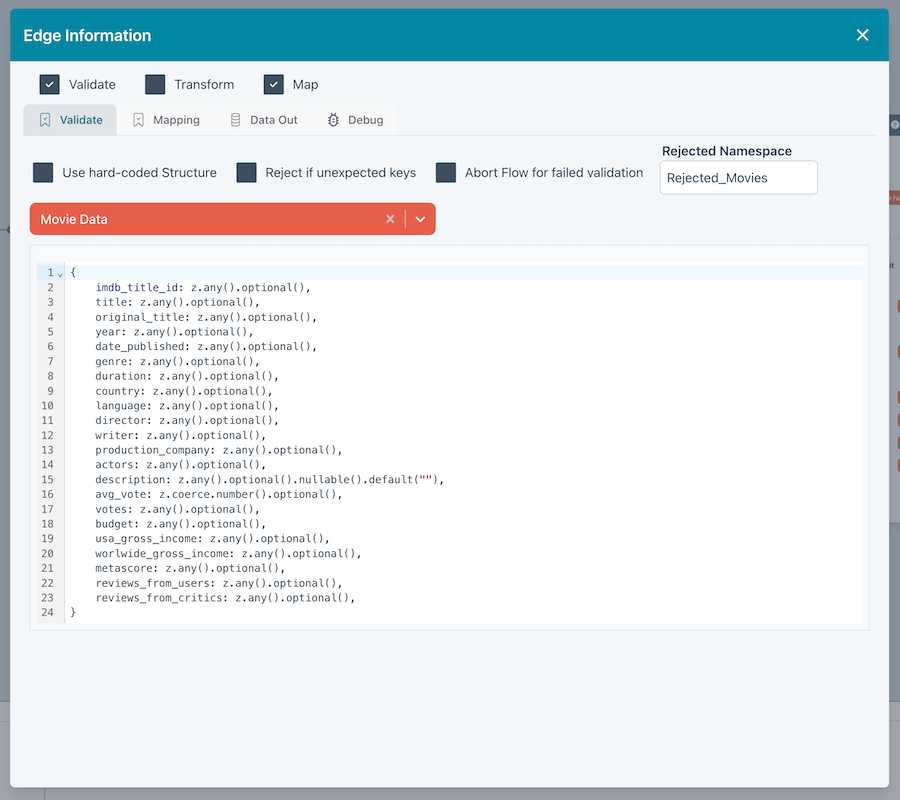 Edge Information
Validate Transform Map
Validate Mapping Data Out Debug
Rejected Namespace
Use hard-coded Structure Reject if unexpected keys Abort Flow for failed validation Rejected_Movies
Movie Data
1 {
2 imdb_title_id: z.any().optional(),
3 title: z.any().optional(),
4 original_title: z.any().optional(),
5 year: z.any().optional(),
6 date_published: z.any().optional(),
7 genre: z.any().optional(),
8 duration: z.any().optional(),
9 country: z.any().optional(),
10 language: z.any().optional(),
11 director: z.any().optional(),
12 writer: z.any().optional(),
13 production_company: z.any().optional(),
14 actors: z.any().optional(),
15 description: z.any().optional().nullable().default(""),
16 avg_vote: z.coerce.number().optional(),
17 votes: z.any().optional(),
18 budget: z.any().optional(),
19 usa_gross_income: z.any().optional(),
20 worlwide_gross_income: z.any().optional(),
21 metascore: z.any().optional(),
22 reviews_from_users: z.any().optional(),
23 reviews_from_critics: z.any().optional(),
24 }